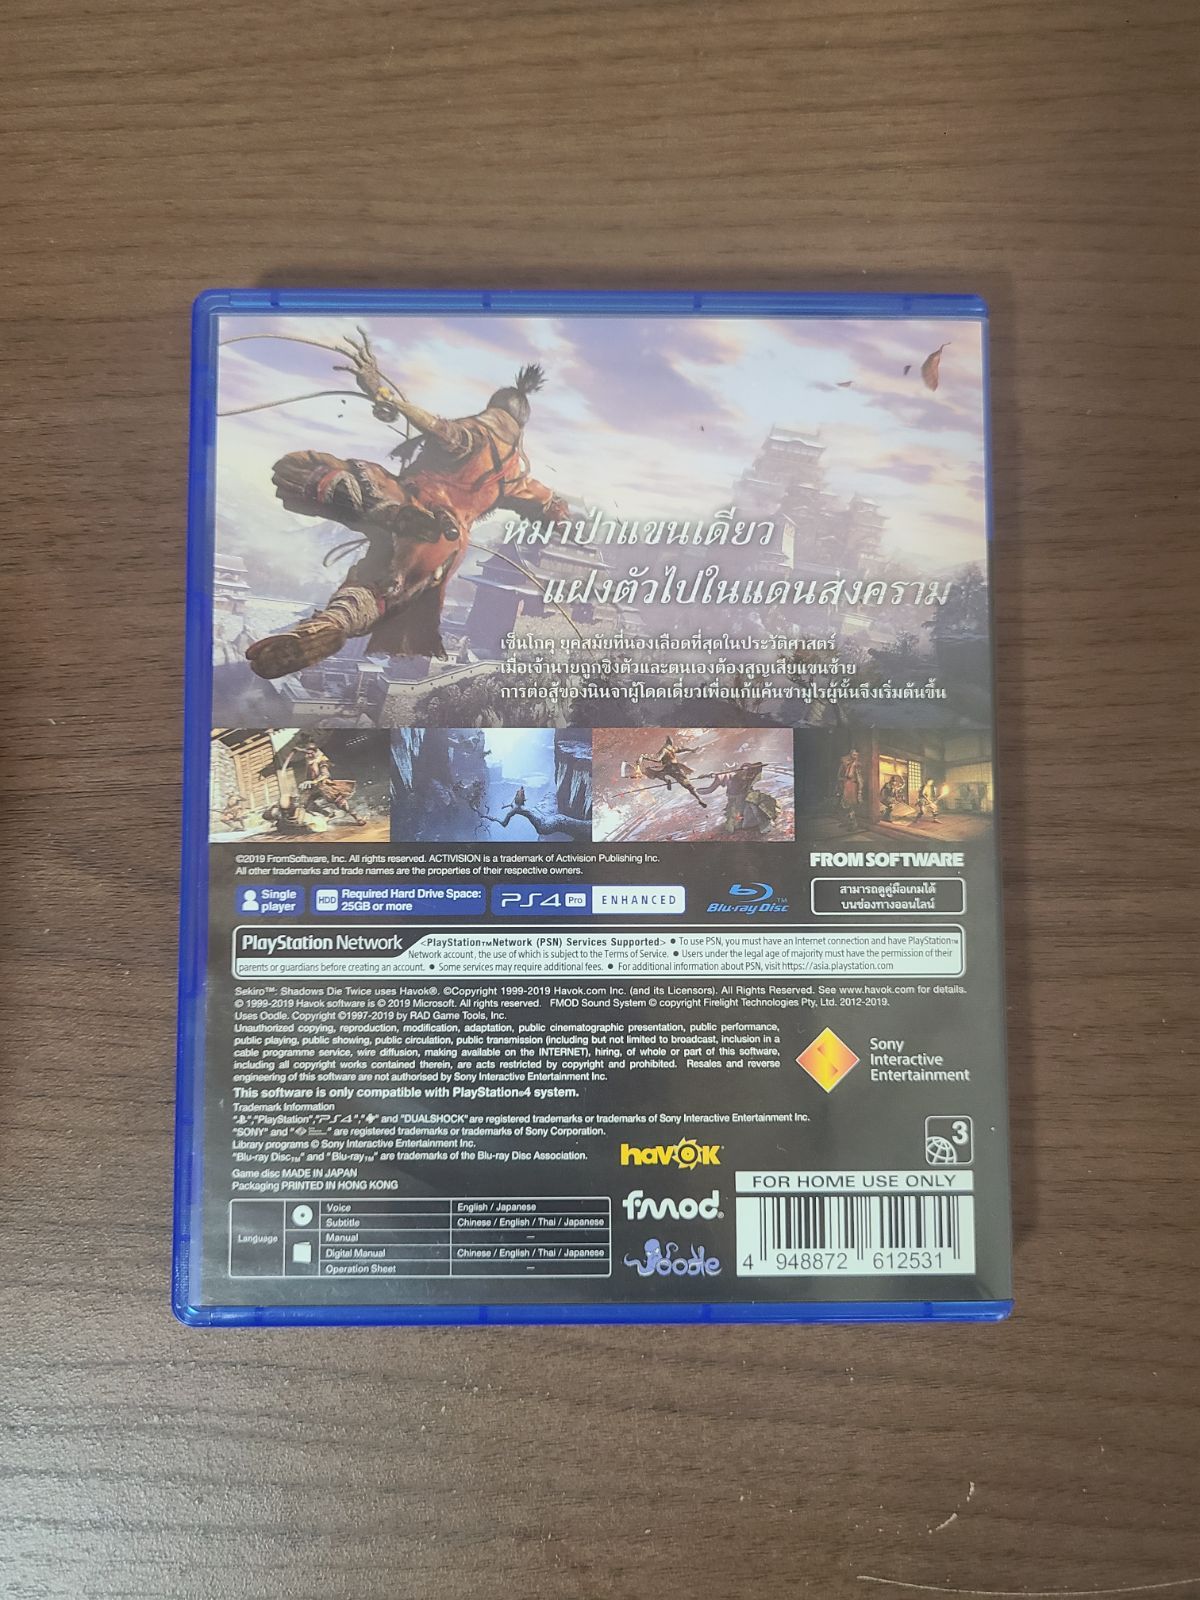 หมาป่าแขนเดียว
แฝงตัวไปในแดนสงคราม
เซ็นโกคุ ยุคสมัยที่นองเลือดที่สุดในประวัติศาสตร์
เมื่อเจ้านายถูกชิงตัวและตนเองต้องสูญเสียแขนซ้าย
การต่อสู้ของนินจาผู้โดดเดี่ยวเพื่อแก้แค้นซามูไรผู้นั้นจึงเริ่มต้นขึ้น
©2019 FromSoftware, Inc. All rights reserved. ACTIVISION is a trademark of Activision Publishing Inc.
All other trademarks and trade names are the properties of their respective owners.
FROMSOFTWARE
Single player
HDD Required Hard Drive Space: 25GB or more
PS4 Pro ENHANCED
Blu-ray Disc™
สามารถดูคู่มือเกมได้
บนช่องทางออนไลน์
PlayStation Network <PlayStation™Network (PSN) Services Supported> ● To use PSN, you must have an Internet connection and have PlayStation™
Network account, the use of which is subject to the Terms of Service. ● Users under the legal age of majority must have the permission of their
parents or guardians before creating an account. ● Some services may require additional fees. ● For additional information about PSN, visit https://asia.playstation.com
Sekiro™: Shadows Die Twice uses Havok®. ©Copyright 1999-2019 Havok.com Inc. (and its Licensors). All Rights Reserved. See www.havok.com for details.
© 1999-2019 Havok software is © 2019 Microsoft. All rights reserved. FMOD Sound System © copyright Firelight Technologies Pty, Ltd. 2012-2019.
Uses Oodle. Copyright ©1997-2019 by RAD Game Tools, Inc.
Unauthorized copying, reproduction, modification, adaptation, public cinematographic presentation, public performance,
public playing, public showing, public circulation, public transmission (including but not limited to broadcast, inclusion in a
cable programme service, wire diffusion, making available on the INTERNET), hiring, of whole or part of this software,
including all copyright works contained therein, are acts restricted by copyright and prohibited. Resales and reverse
engineering of this software are not authorised by Sony Interactive Entertainment Inc.
Sony
Interactive
Entertainment
This software is only compatible with PlayStation®4 system.
Trademark Information
"", "PlayStation", "PS4", "" and "DUALSHOCK" are registered trademarks or trademarks of Sony Interactive Entertainment Inc.
"SONY" and "" are registered trademarks or trademarks of Sony Corporation.
Library programs © Sony Interactive Entertainment Inc.
"Blu-ray Disc™" and "Blu-ray™" are trademarks of the Blu-ray Disc Association.
Game disc MADE IN JAPAN
Packaging PRINTED IN HONG KONG
havok
3
fmod®
oodle
FOR HOME USE ONLY
4 948872 612531
Language
Voice English / Japanese
Subtitle Chinese / English / Thai / Japanese
Manual —
Digital Manual Chinese / English / Thai / Japanese
Operation Sheet —